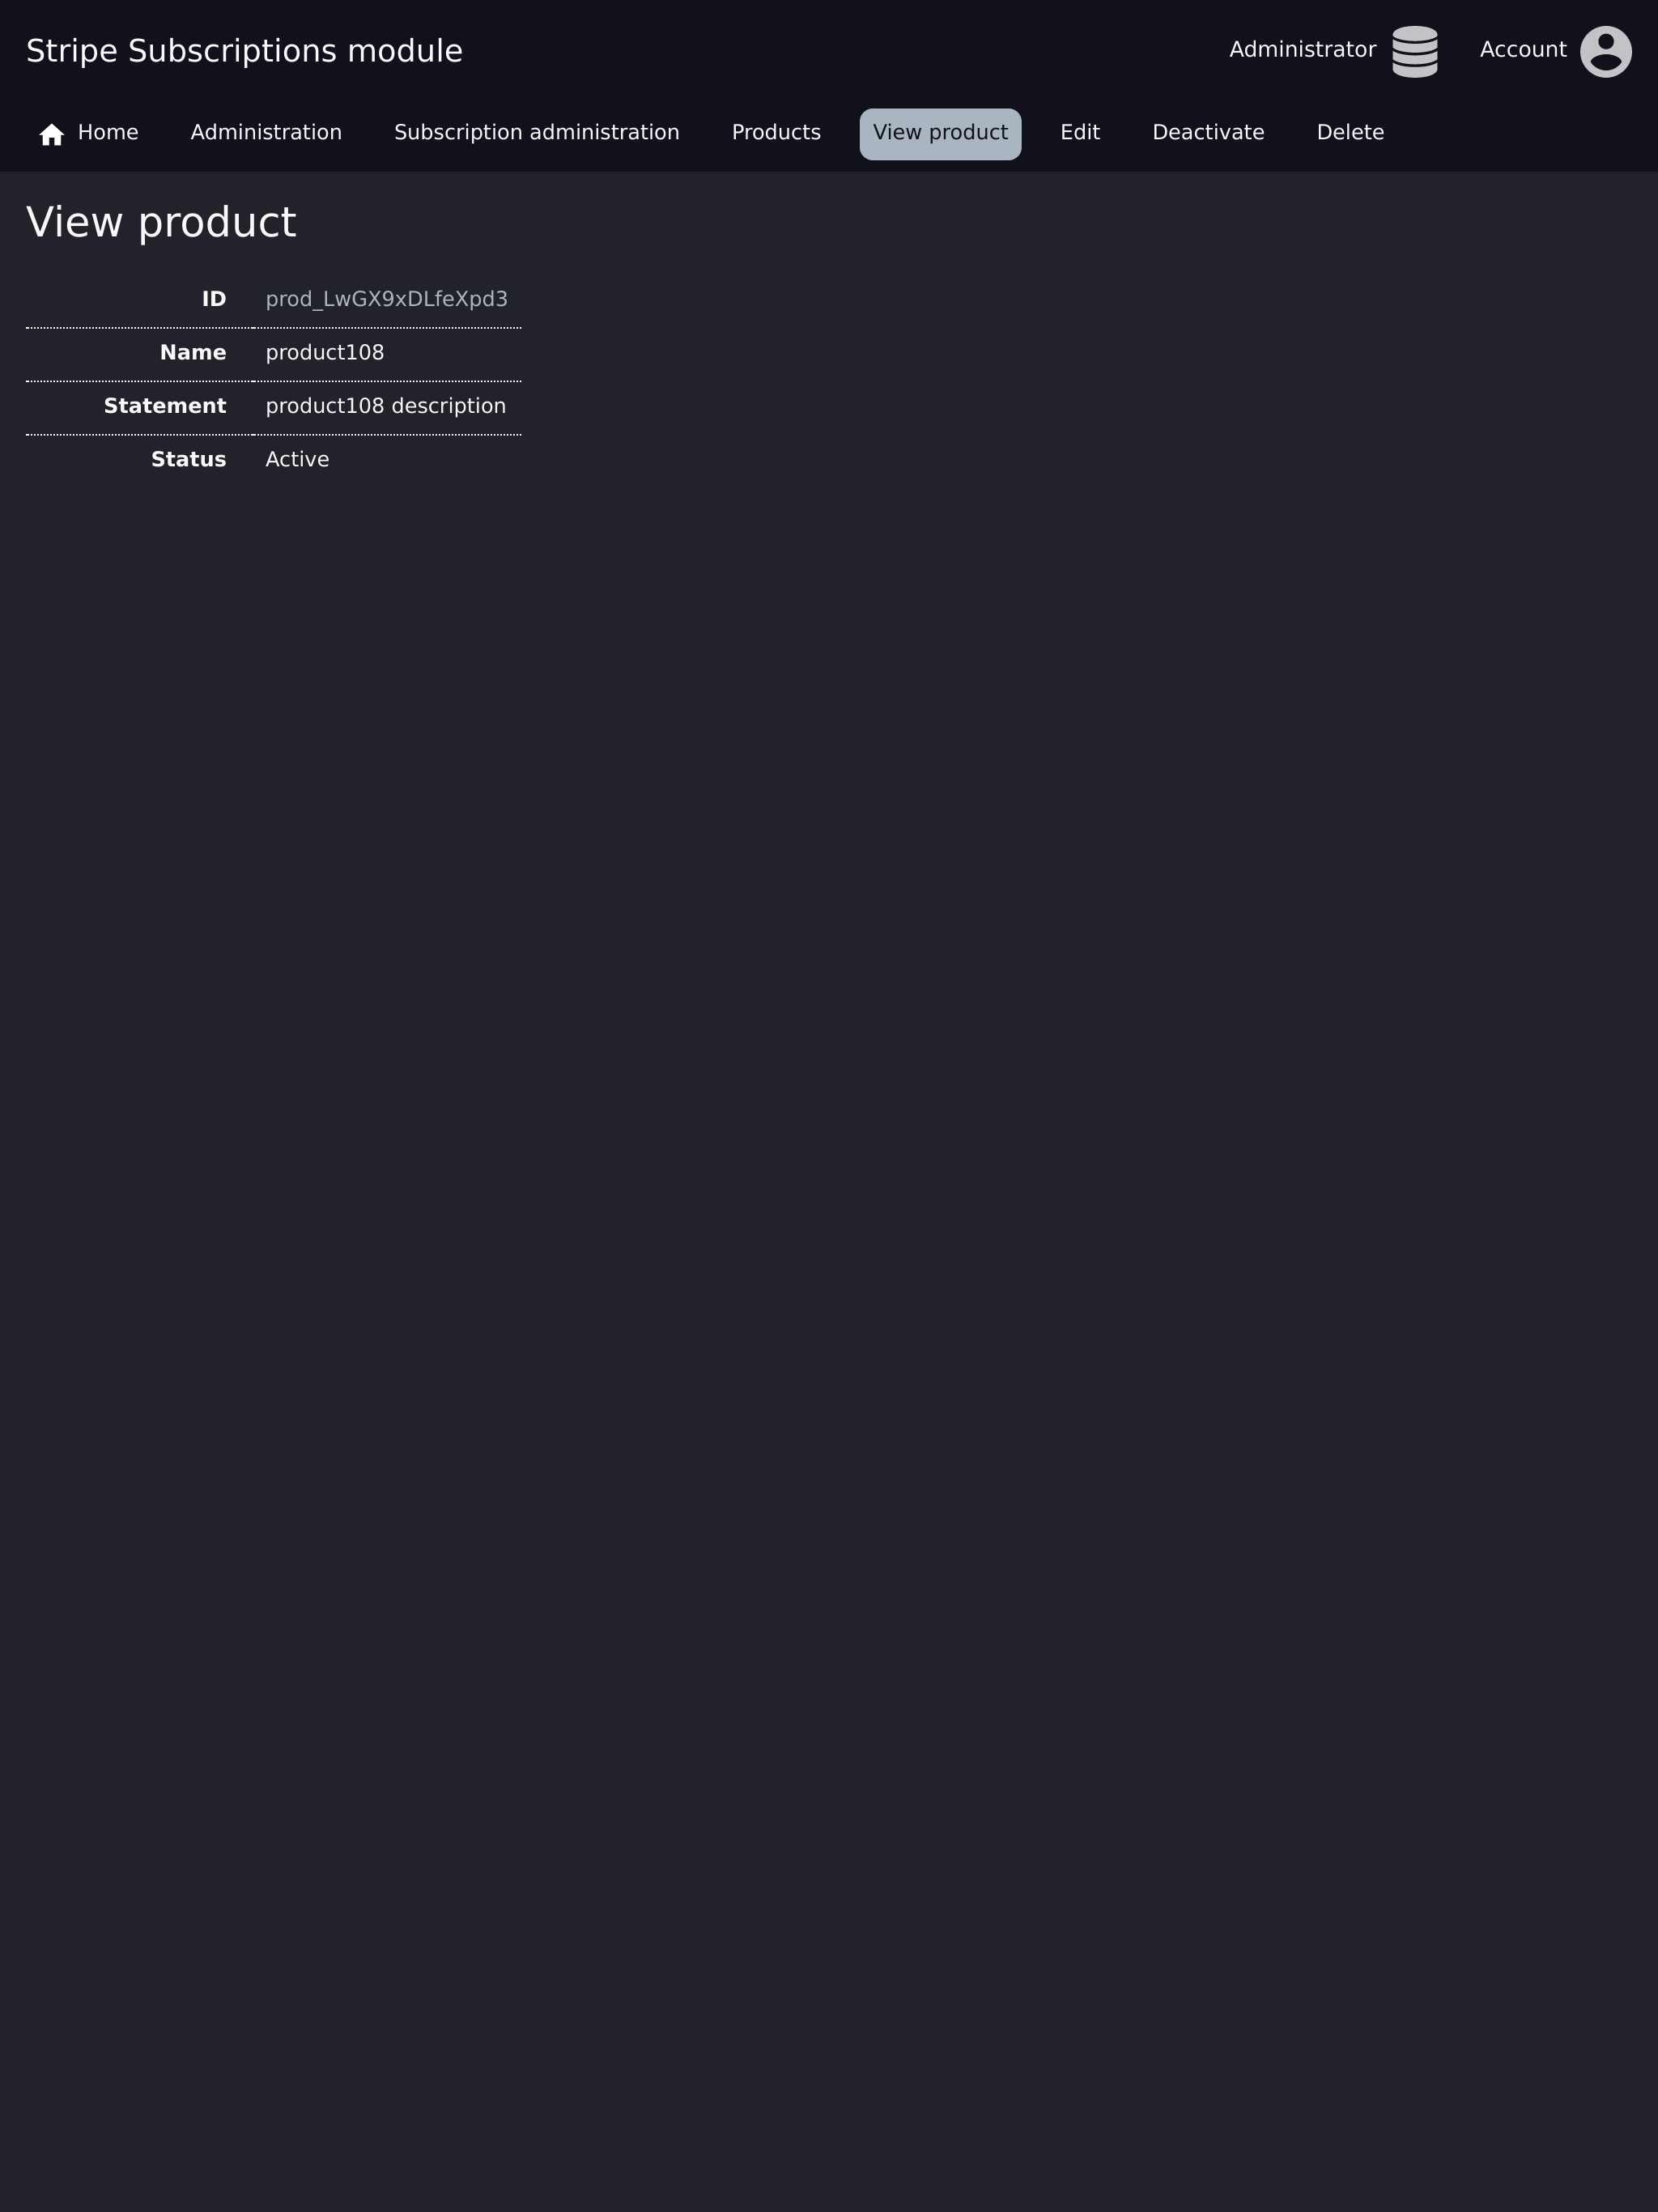 Stripe Subscriptions module Administrator Account
Home Administration Subscription administration Products View product Edit Deactivate Delete
View product
ID prod_LwGX9xDLfeXpd3
Name product108
Statement product108 description
Status Active